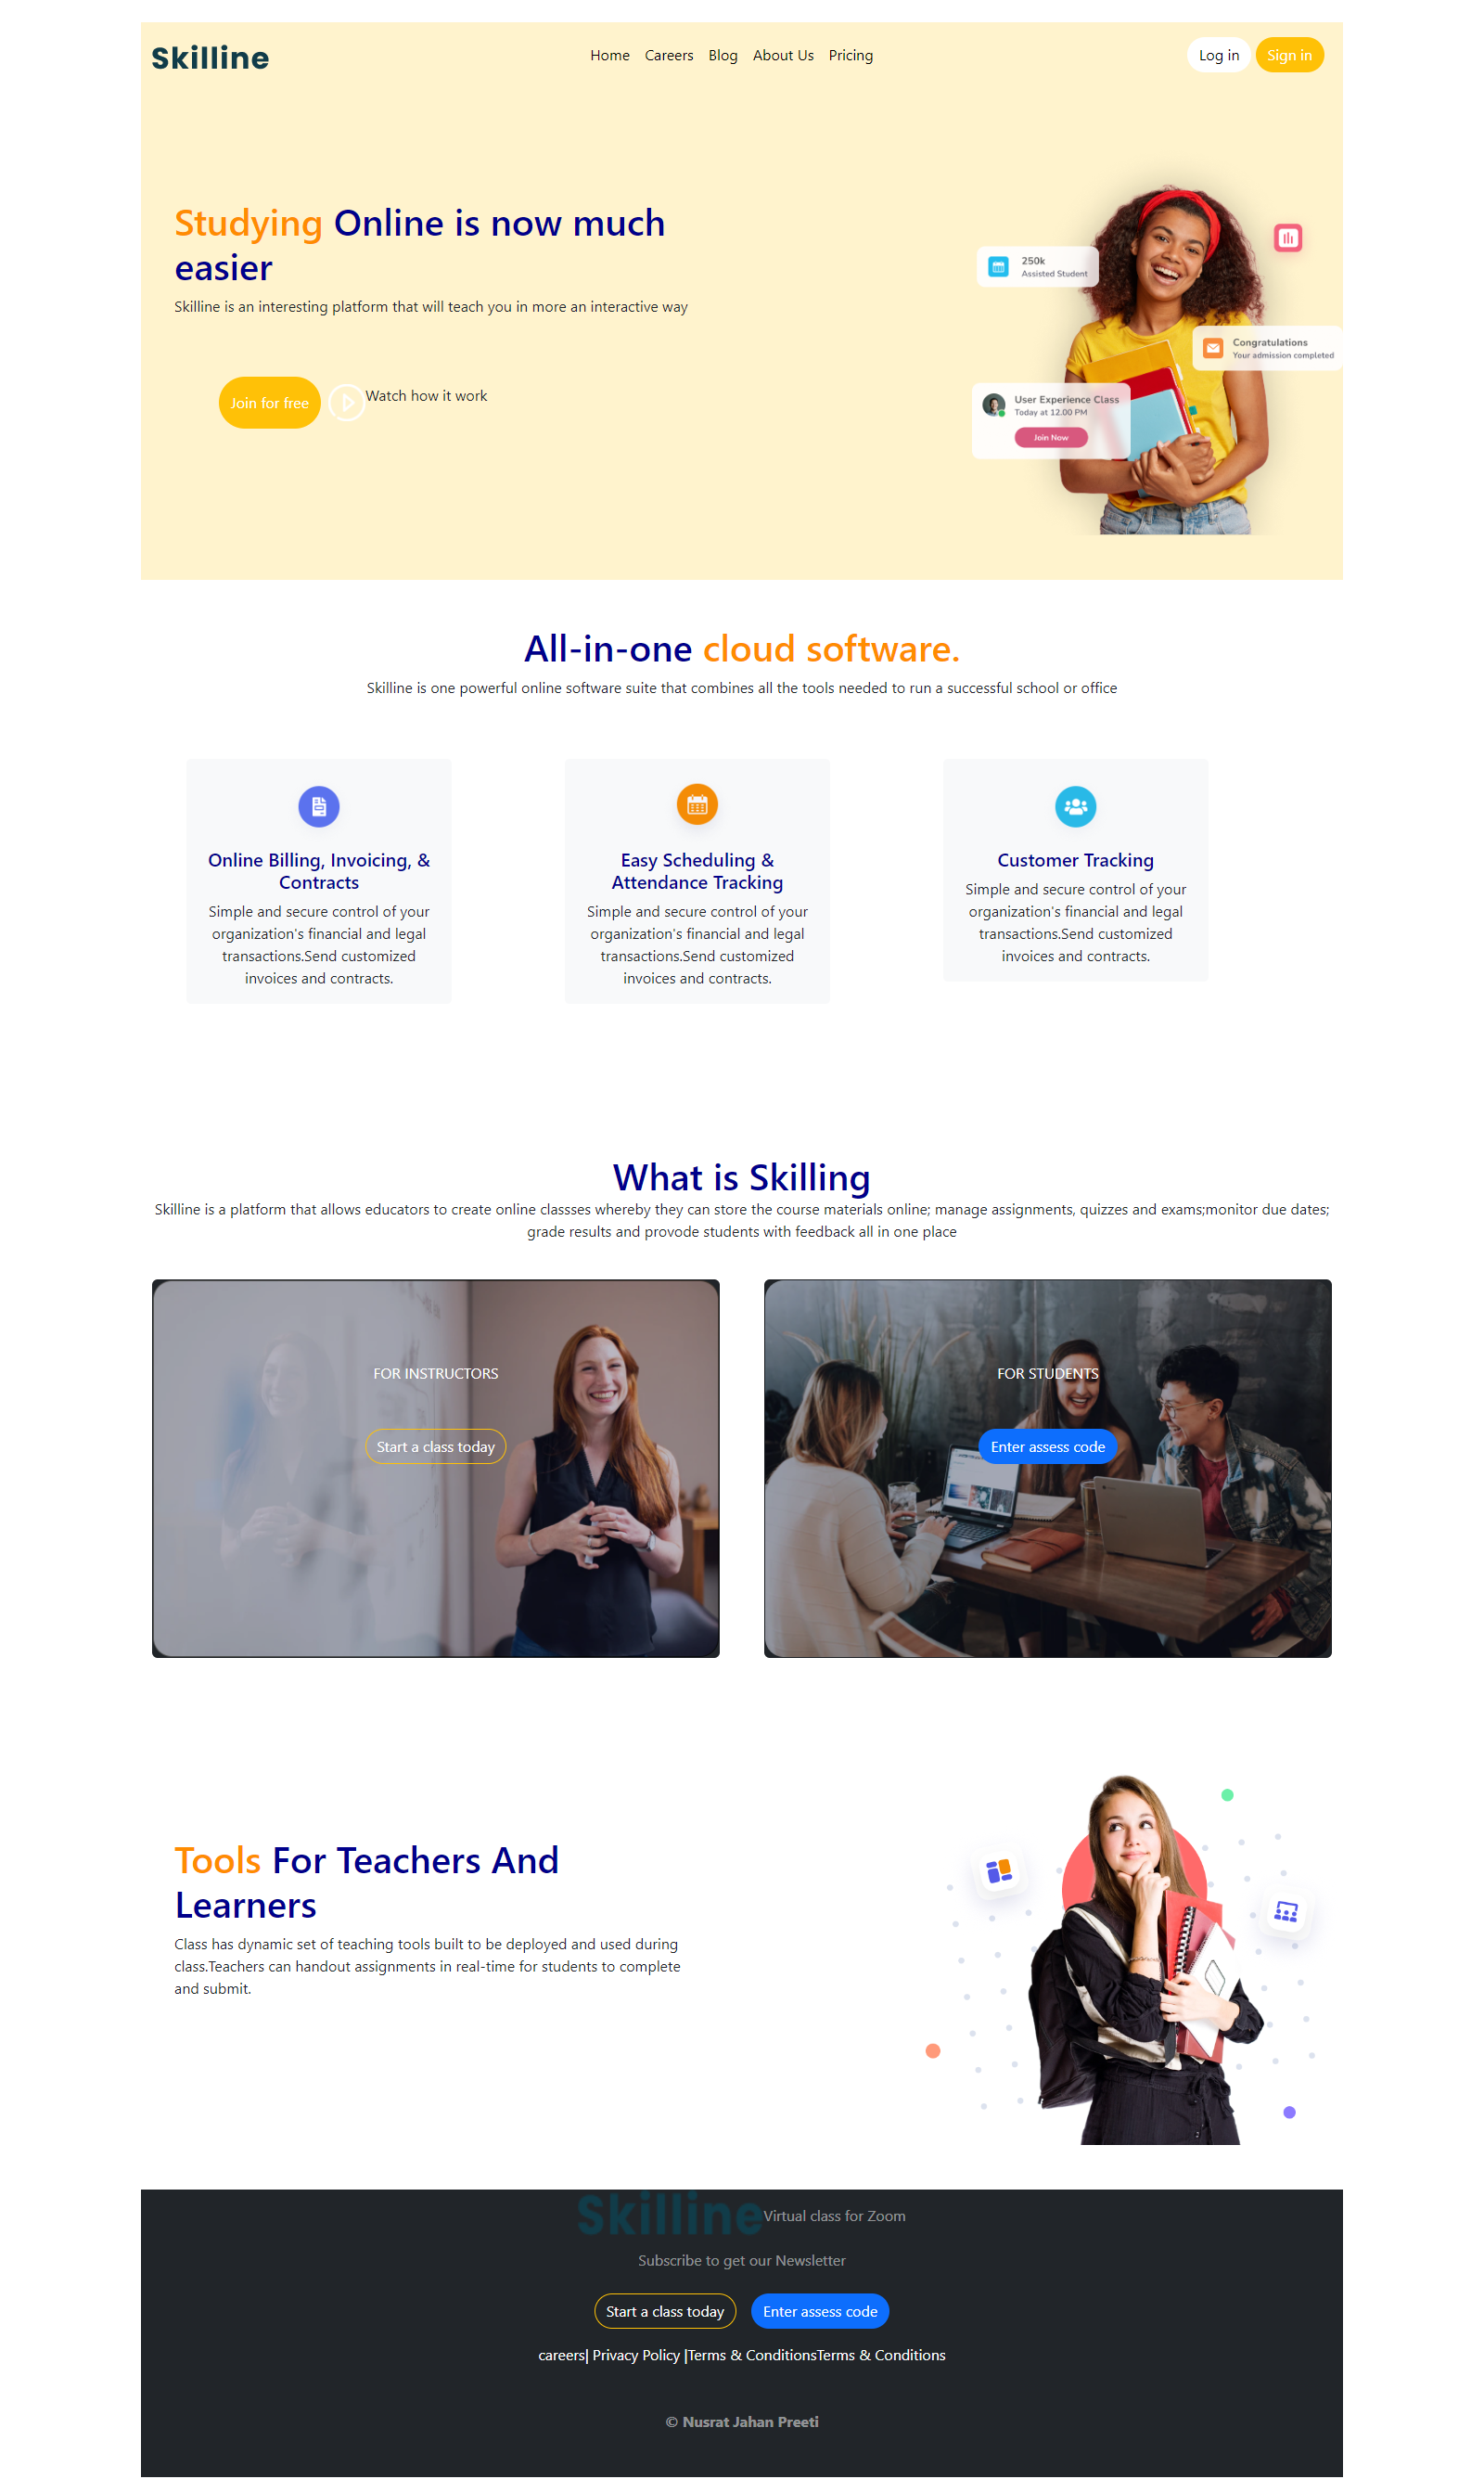 Skilline
Home Careers Blog About Us Pricing
Log in Sign in
Studying Online is now much
easier
Skilline is an interesting platform that will teach you in more an interactive way
Join for free
Watch how it work
250k
Assisted Student
Congratulations
Your admission completed
User Experience Class
Today at 12.00 PM
Join Now
All-in-one cloud software.
Skilline is one powerful online software suite that combines all the tools needed to run a successful school or office
Online Billing, Invoicing, &
Contracts
Simple and secure control of your
organization's financial and legal
transactions.Send customized
invoices and contracts.
Easy Scheduling &
Attendance Tracking
Simple and secure control of your
organization's financial and legal
transactions.Send customized
invoices and contracts.
Customer Tracking
Simple and secure control of your
organization's financial and legal
transactions.Send customized
invoices and contracts.
What is Skilling
Skilline is a platform that allows educators to create online classses whereby they can store the course materials online; manage assignments, quizzes and exams;monitor due dates;
grade results and provode students with feedback all in one place
FOR INSTRUCTORS
Start a class today
FOR STUDENTS
Enter assess code
Tools For Teachers And
Learners
Class has dynamic set of teaching tools built to be deployed and used during
class.Teachers can handout assignments in real-time for students to complete
and submit.
Skilline Virtual class for Zoom
Subscribe to get our Newsletter
Start a class today Enter assess code
careers| Privacy Policy |Terms & ConditionsTerms & Conditions
© Nusrat Jahan Preeti